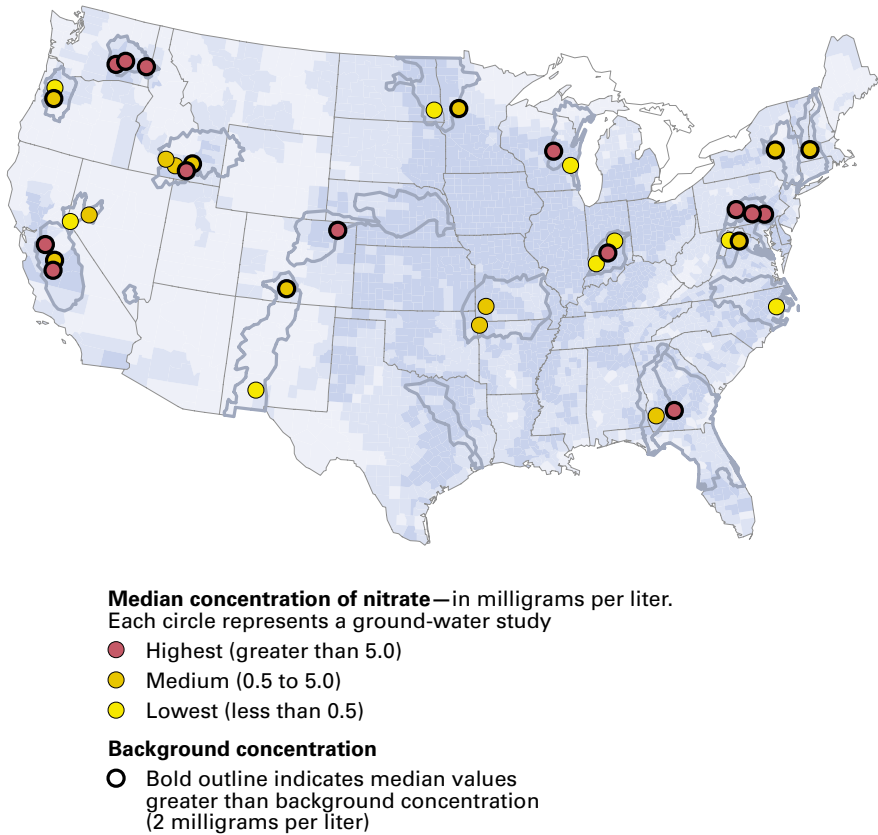 Median concentration of nitrate—in milligrams per liter.
Each circle represents a ground-water study
Highest (greater than 5.0)
Medium (0.5 to 5.0)
Lowest (less than 0.5)
Background concentration
Bold outline indicates median values
greater than background concentration
(2 milligrams per liter)